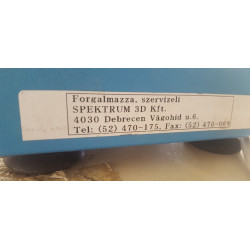 Forgalmazza, szervizeli
SPEKTRUM 3D Kft.
4030 Debrecen Vágóhíd u.6.
Tel: (52) 470-175, Fax: (52) 470-069